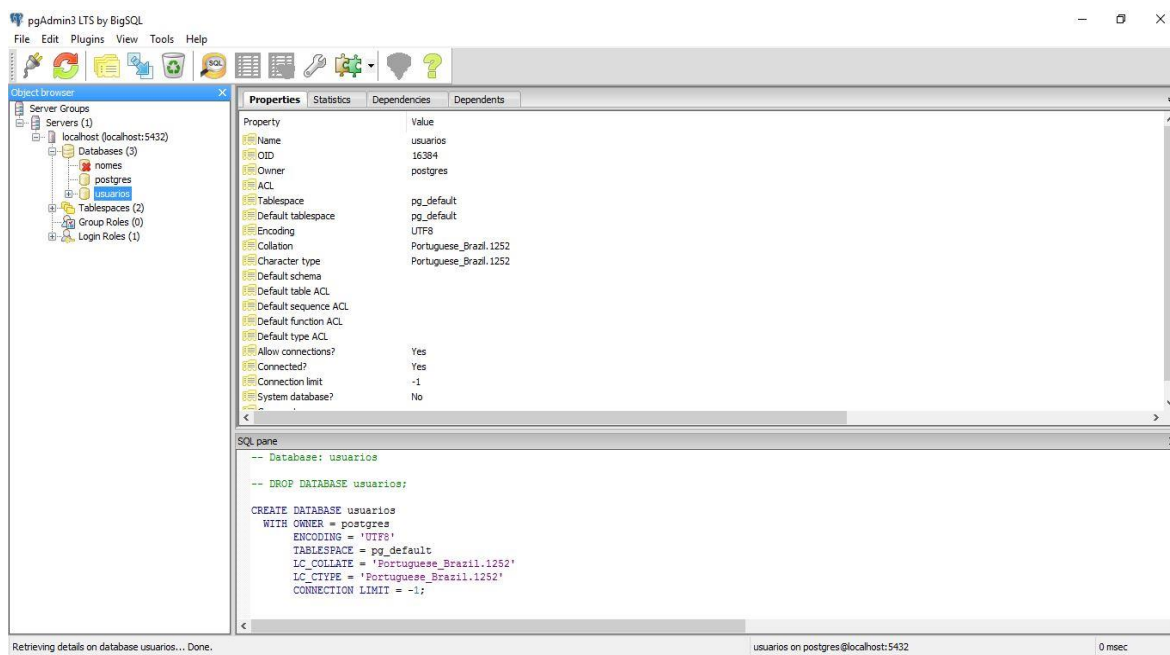 pgAdmin3 LTS by BigSQL
File Edit Plugins View Tools Help
SQL
Object browser
Server Groups
Servers (1)
localhost (localhost:5432)
Databases (3)
nomes
postgres
usuarios
Tablespaces (2)
Group Roles (0)
Login Roles (1)
Properties Statistics Dependencies Dependents
Property Value
Name usuarios
OID 16384
Owner postgres
ACL
Tablespace pg_default
Default tablespace pg_default
Encoding UTF8
Collation Portuguese_Brazil.1252
Character type Portuguese_Brazil.1252
Default schema
Default table ACL
Default sequence ACL
Default function ACL
Default type ACL
Allow connections? Yes
Connected? Yes
Connection limit -1
System database? No
SQL pane
-- Database: usuarios
-- DROP DATABASE usuarios;
CREATE DATABASE usuarios
WITH OWNER = postgres
ENCODING = 'UTF8'
TABLESPACE = pg_default
LC_COLLATE = 'Portuguese_Brazil.1252'
LC_CTYPE = 'Portuguese_Brazil.1252'
CONNECTION LIMIT = -1;
Retrieving details on database usuarios... Done. usuarios on postgres@localhost:5432 0 msec